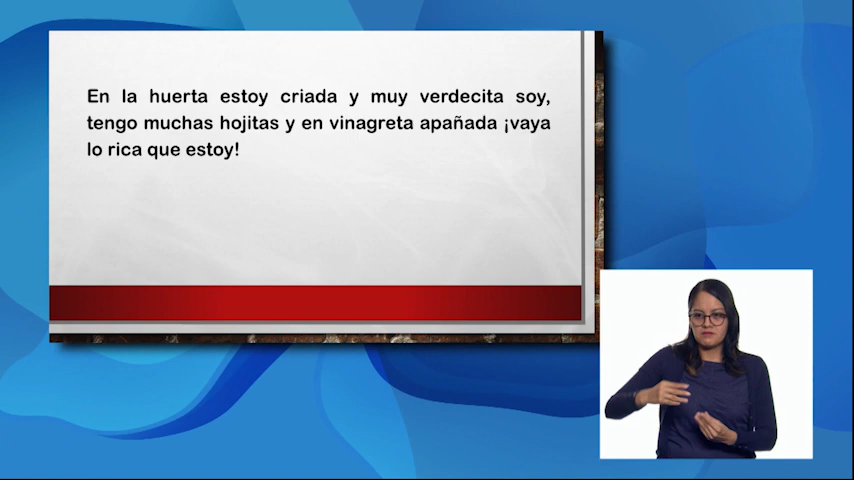 En la huerta estoy criada y muy verdecita soy,
tengo muchas hojitas y en vinagreta apañada ¡vaya
lo rica que estoy!